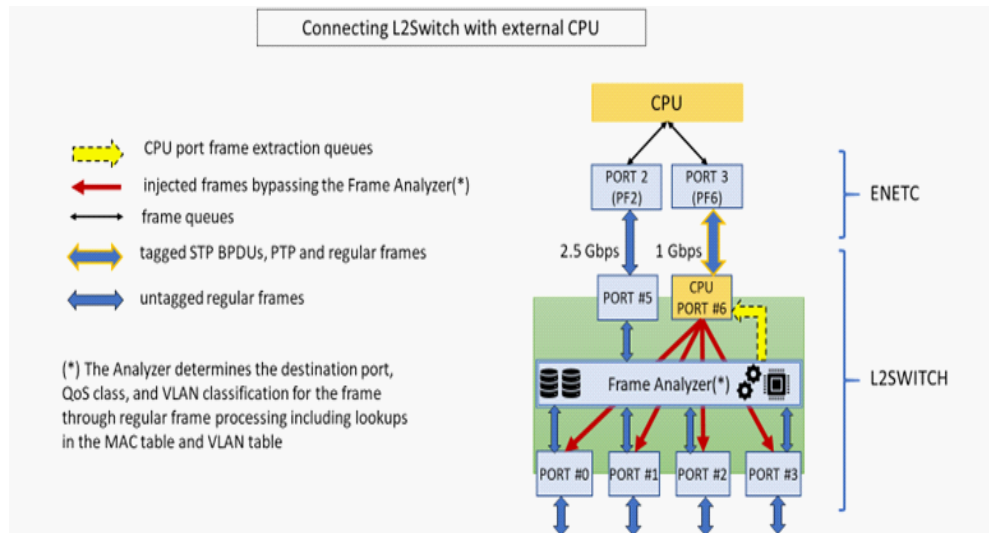 Connecting L2Switch with external CPU
CPU port frame extraction queues
injected frames bypassing the Frame Analyzer(*)
frame queues
tagged STP BPDUs, PTP and regular frames
untagged regular frames
(*) The Analyzer determines the destination port,
QoS class, and VLAN classification for the frame
through regular frame processing including lookups
in the MAC table and VLAN table
CPU
PORT 2
(PF2)
PORT 3
(PF6)
ENETC
2.5 Gbps
1 Gbps
PORT #5
CPU
PORT #6
Frame Analyzer(*)
L2SWITCH
PORT #0
PORT #1
PORT #2
PORT #3